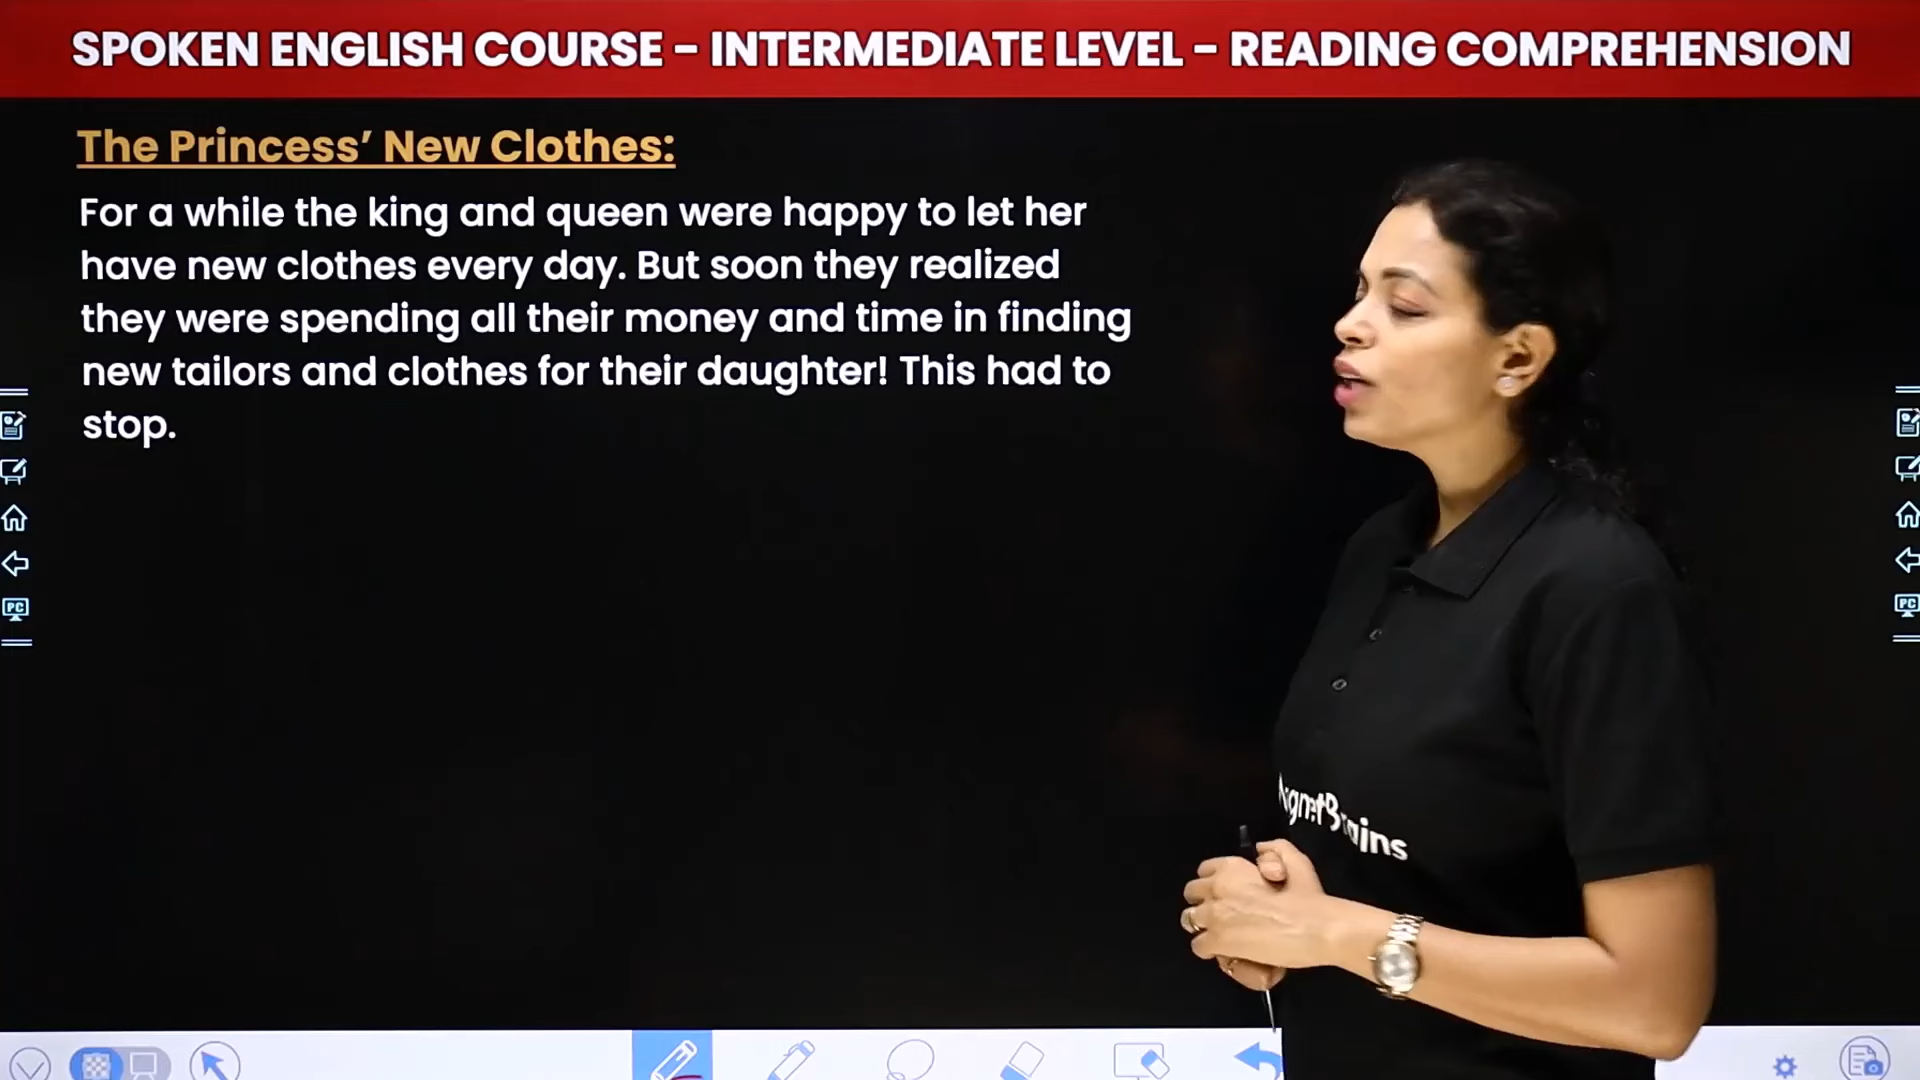 SPOKEN ENGLISH COURSE – INTERMEDIATE LEVEL – READING COMPREHENSION
The Princess’ New Clothes:
For a while the king and queen were happy to let her
have new clothes every day. But soon they realized
they were spending all their money and time in finding
new tailors and clothes for their daughter! This had to
stop.
PC
PC